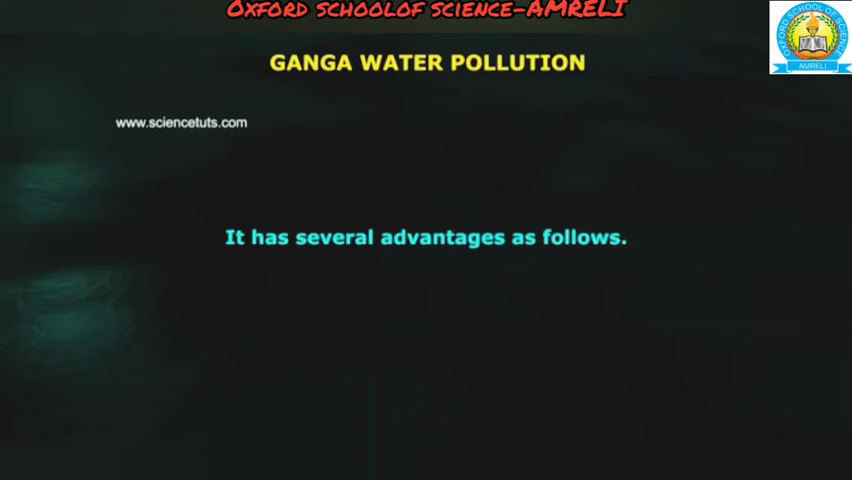 OXFORD SCHOOLOF SCIENCE-AMRELI
OXFORD SCHOOL OF SCIENCE
AMRELI
GANGA WATER POLLUTION
www.sciencetuts.com
It has several advantages as follows.